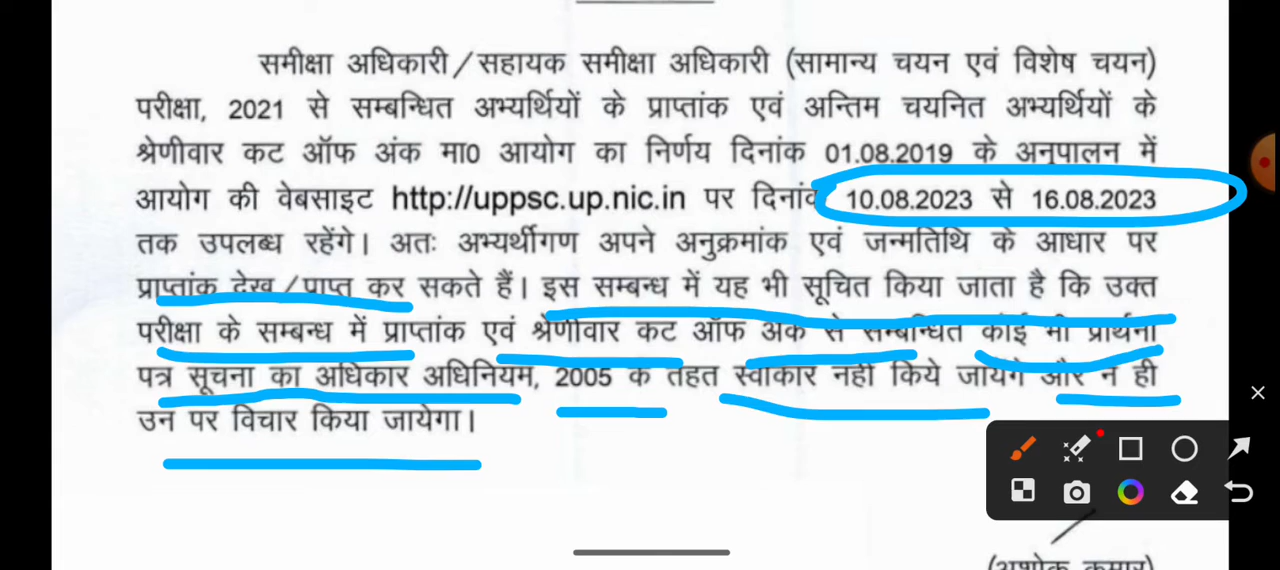 समीक्षा अधिकारी/सहायक समीक्षा अधिकारी (सामान्य चयन एवं विशेष चयन)
परीक्षा, 2021 से सम्बन्धित अभ्यर्थियों के प्राप्तांक एवं अन्तिम चयनित अभ्यर्थियों के
श्रेणीवार कट ऑफ अंक मा0 आयोग का निर्णय दिनांक 01.08.2019 के अनुपालन में
आयोग की वेबसाइट http://uppsc.up.nic.in पर दिनांक 10.08.2023 से 16.08.2023
तक उपलब्ध रहेंगे। अतः अभ्यर्थीगण अपने अनुक्रमांक एवं जन्मतिथि के आधार पर
प्राप्तांक देख/प्राप्त कर सकते हैं। इस सम्बन्ध में यह भी सूचित किया जाता है कि उक्त
परीक्षा के सम्बन्ध में प्राप्तांक एवं श्रेणीवार कट ऑफ अंक से सम्बन्धित कोई भी प्रार्थना
पत्र सूचना का अधिकार अधिनियम, 2005 के तहत स्वीकार नहीं किये जायेंगे और न ही
उन पर विचार किया जायेगा।
(अशोक कुमार)